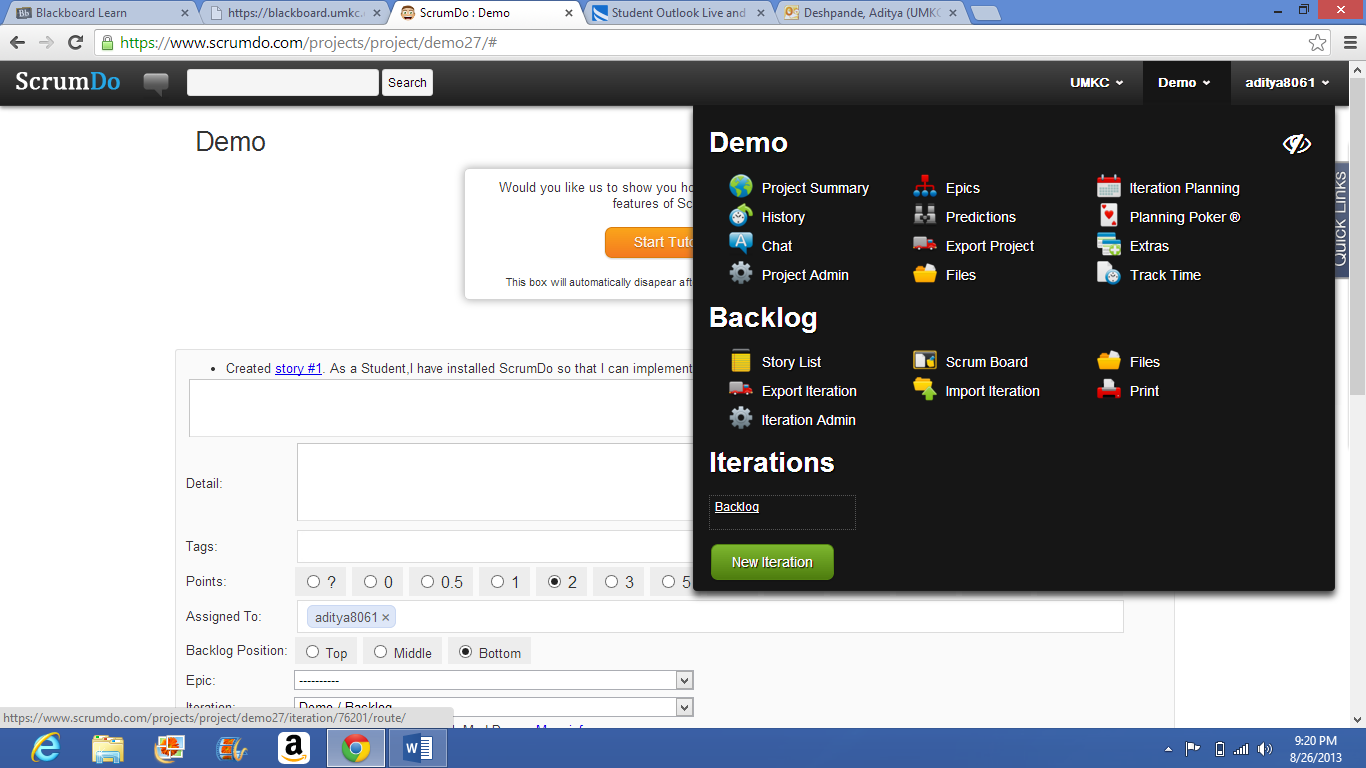 Blackboard Learn
https://blackboard.umkc.
ScrumDo : Demo
Student Outlook Live and
Deshpande, Aditya (UMKC
https://www.scrumdo.com/projects/project/demo27/#
ScrumDo
Search
UMKC
Demo
aditya8061
Demo
Would you like us to show you ho
features of Sc
Start Tuto
This box will automatically disapear aft
Created story #1. As a Student,I have installed ScrumDo so that I can implement
Detail:
Tags:
Points:
? 0 0.5 1 2 3 5
Assigned To:
aditya8061 ×
Backlog Position:
Top Middle Bottom
Epic:
----------
Iteration:
Demo / Backlog
https://www.scrumdo.com/projects/project/demo27/iteration/76201/route/
Demo
Project Summary
Epics
Iteration Planning
History
Predictions
Planning Poker ®
Chat
Export Project
Extras
Project Admin
Files
Track Time
Backlog
Story List
Scrum Board
Files
Export Iteration
Import Iteration
Print
Iteration Admin
Iterations
Backlog
New Iteration
Quick Links
9:20 PM
8/26/2013